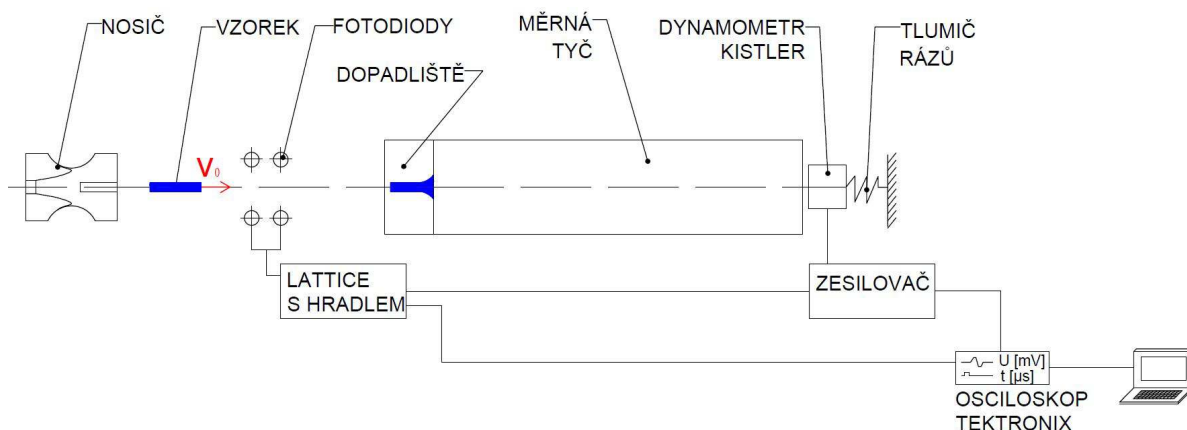 NOSIČ
VZOREK
FOTODIODY
DOPADLIŠTĚ
MĚRNÁ
TYČ
DYNAMOMETR
KISTLER
TLUMIČ
RÁZŮ
V₀
LATTICE
S HRADLEM
ZESILOVAČ
U [mV]
t [µs]
OSCILOSKOP
TEKTRONIX